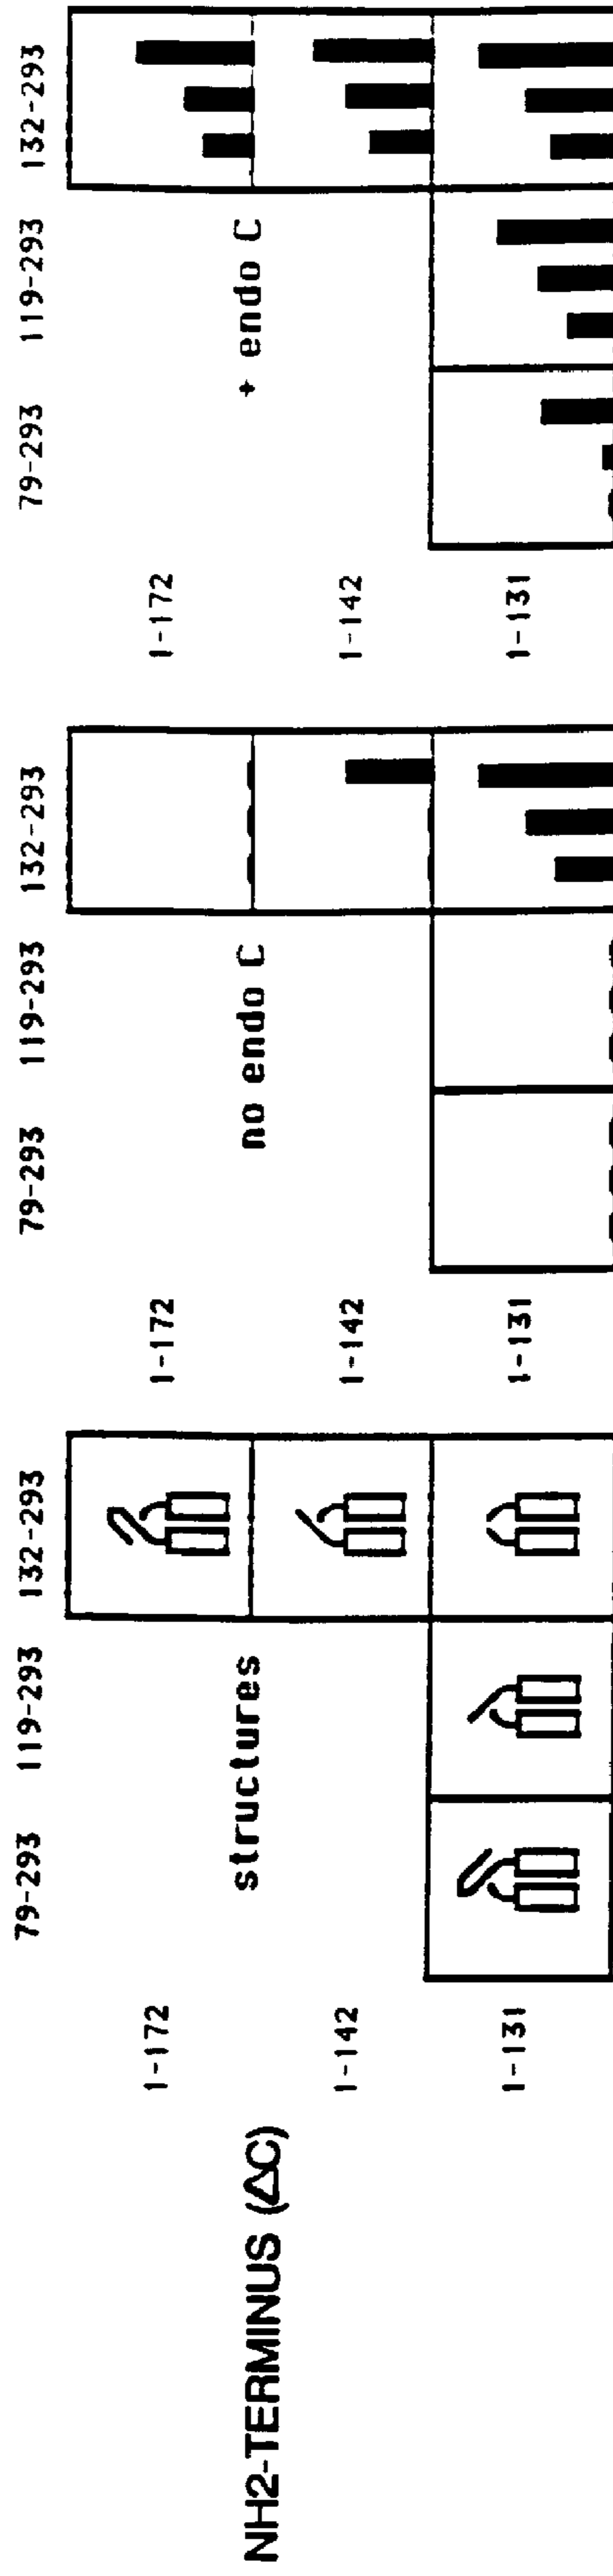 79-293 119-293 132-293
79-293 119-293 132-293
79-293 119-293 132-293
1-172
1-172
1-172
NH2-TERMINUS (ΔC)
structures
no endo C
+ endo C
1-142
1-142
1-142
1-131
1-131
1-131